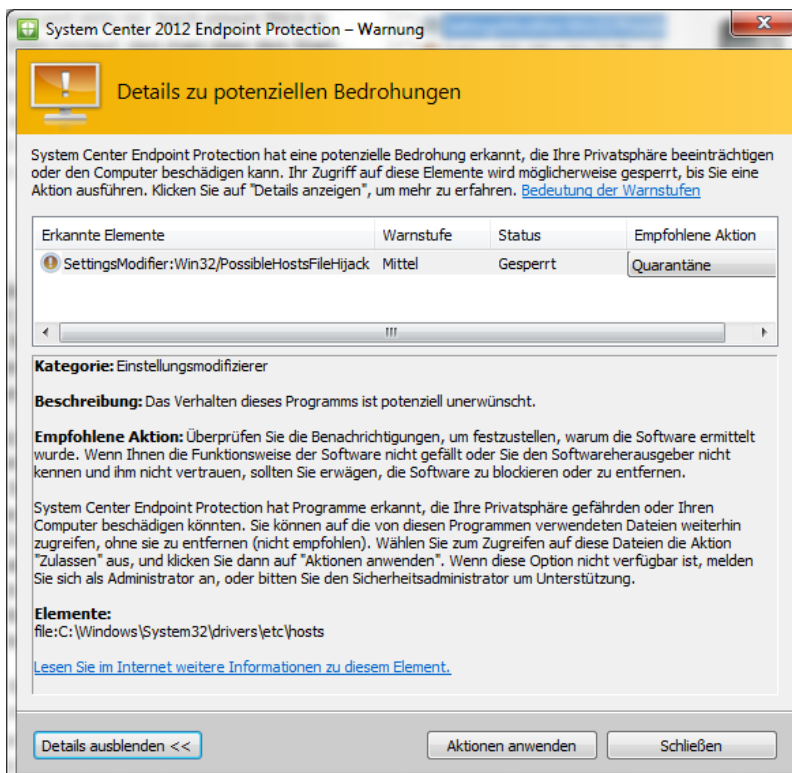 System Center 2012 Endpoint Protection – Warnung
Details zu potenziellen Bedrohungen
System Center Endpoint Protection hat eine potenzielle Bedrohung erkannt, die Ihre Privatsphäre beeinträchtigen
oder den Computer beschädigen kann. Ihr Zugriff auf diese Elemente wird möglicherweise gesperrt, bis Sie eine
Aktion ausführen. Klicken Sie auf "Details anzeigen", um mehr zu erfahren. Bedeutung der Warnstufen
Erkannte Elemente Warnstufe Status Empfohlene Aktion
SettingsModifier:Win32/PossibleHostsFileHijack Mittel Gesperrt Quarantäne
Kategorie: Einstellungsmodifizierer
Beschreibung: Das Verhalten dieses Programms ist potenziell unerwünscht.
Empfohlene Aktion: Überprüfen Sie die Benachrichtigungen, um festzustellen, warum die Software ermittelt
wurde. Wenn Ihnen die Funktionsweise der Software nicht gefällt oder Sie den Softwareherausgeber nicht
kennen und ihm nicht vertrauen, sollten Sie erwägen, die Software zu blockieren oder zu entfernen.
System Center Endpoint Protection hat Programme erkannt, die Ihre Privatsphäre gefährden oder Ihren
Computer beschädigen könnten. Sie können auf die von diesen Programmen verwendeten Dateien weiterhin
zugreifen, ohne sie zu entfernen (nicht empfohlen). Wählen Sie zum Zugreifen auf diese Dateien die Aktion
"Zulassen" aus, und klicken Sie dann auf "Aktionen anwenden". Wenn diese Option nicht verfügbar ist, melden
Sie sich als Administrator an, oder bitten Sie den Sicherheitsadministrator um Unterstützung.
Elemente:
file:C:\Windows\System32\drivers\etc\hosts
Lesen Sie im Internet weitere Informationen zu diesem Element.
Details ausblenden << Aktionen anwenden Schließen